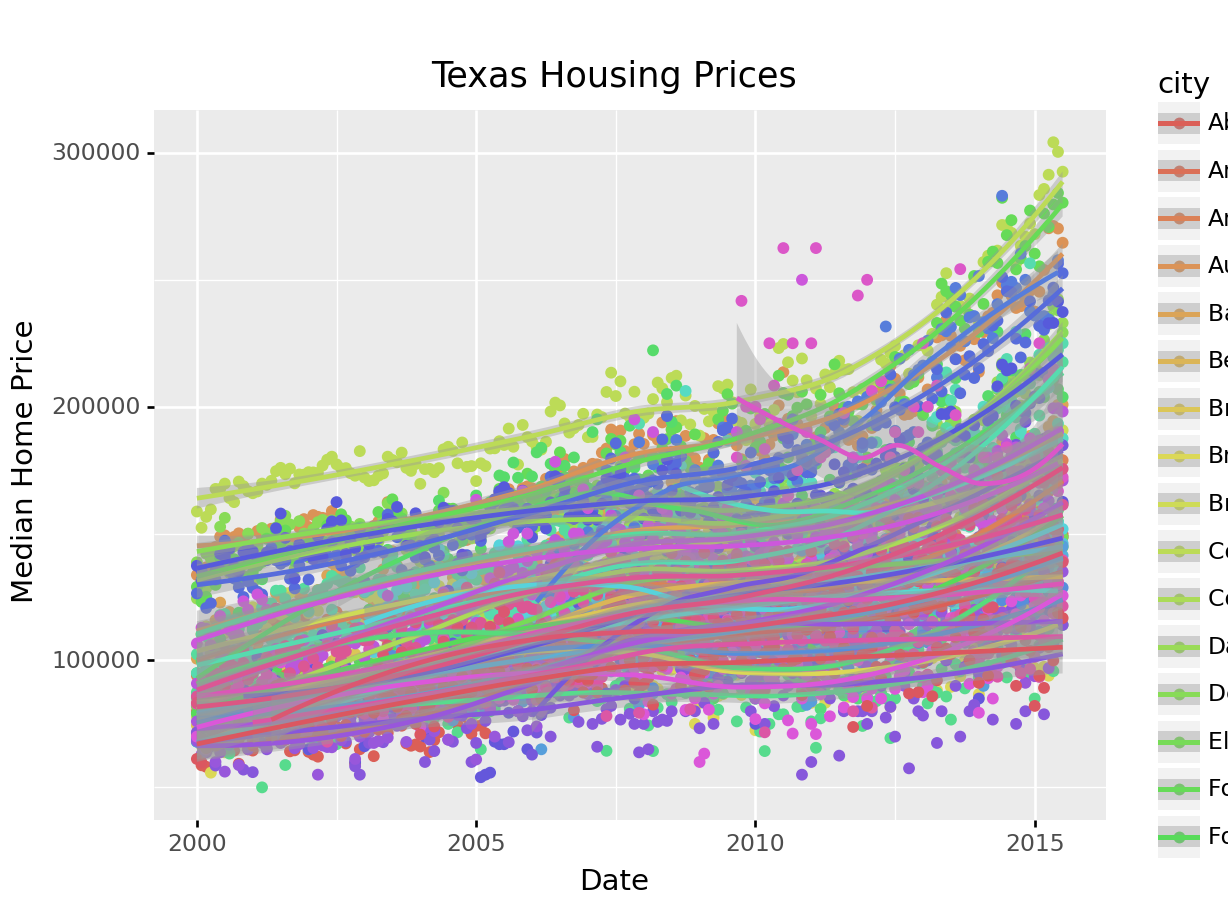 Texas Housing Prices
city
300000
200000
100000
Median Home Price
2000 2005 2010 2015
Date
Ab
Ar
Ar
Au
Ba
Be
Br
Br
Br
Co
Co
Da
De
El
Fo
Fo